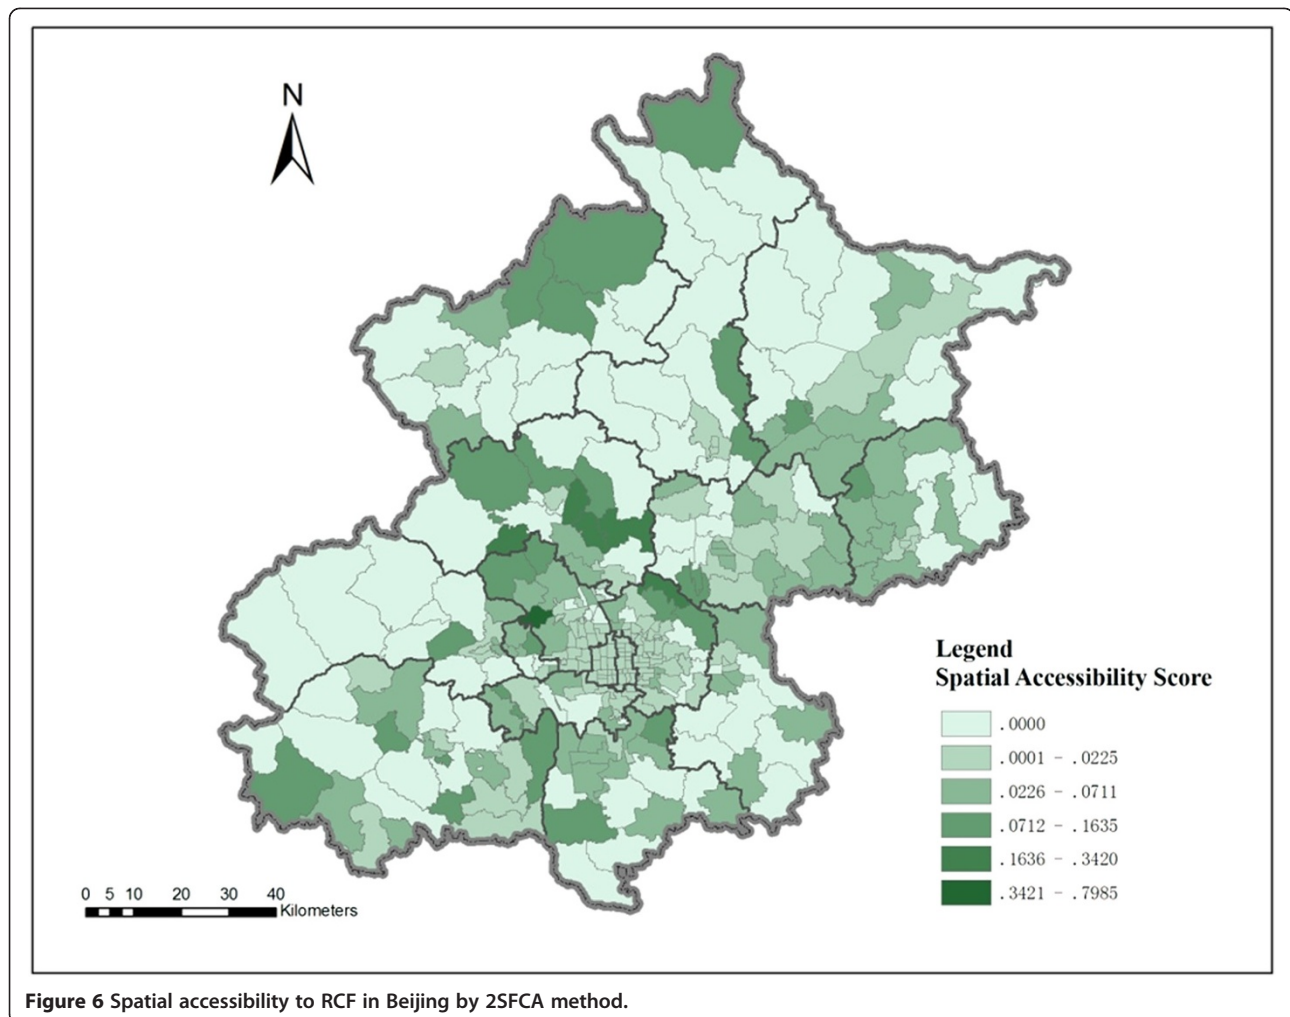 N
Legend
Spatial Accessibility Score
.0000
.0001 - .0225
.0226 - .0711
.0712 - .1635
.1636 - .3420
.3421 - .7985
0 5 10 20 30 40
Kilometers
Figure 6 Spatial accessibility to RCF in Beijing by 2SFCA method.